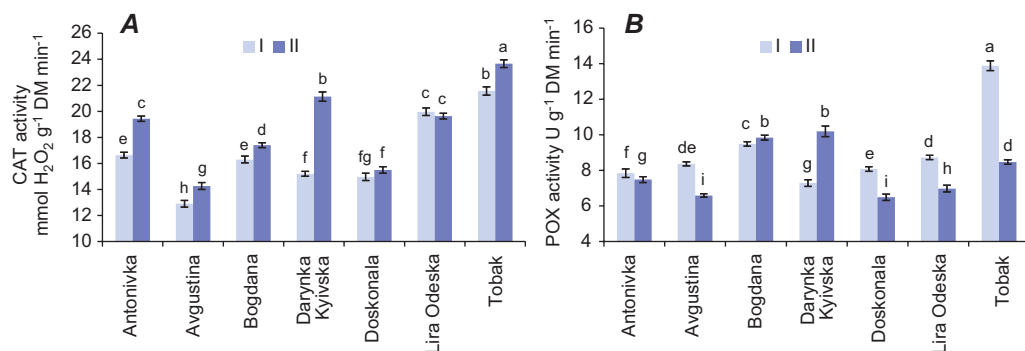 A
I II
CAT activity
mmol H₂O₂ g⁻¹ DM min⁻¹
26
24
22
20
18
16
14
12
10
e c h g e d f b fg f c c b a
Antonivka
Avgustina
Bogdana
Darynka
Kyivska
Doskonala
Lira Odeska
Tobak
B
I II
POX activity U g⁻¹ DM min⁻¹
16
14
12
10
8
6
4
f g de i c b g b e i d h a d
Antonivka
Avgustina
Bogdana
Darynka
Kyivska
Doskonala
Lira Odeska
Tobak